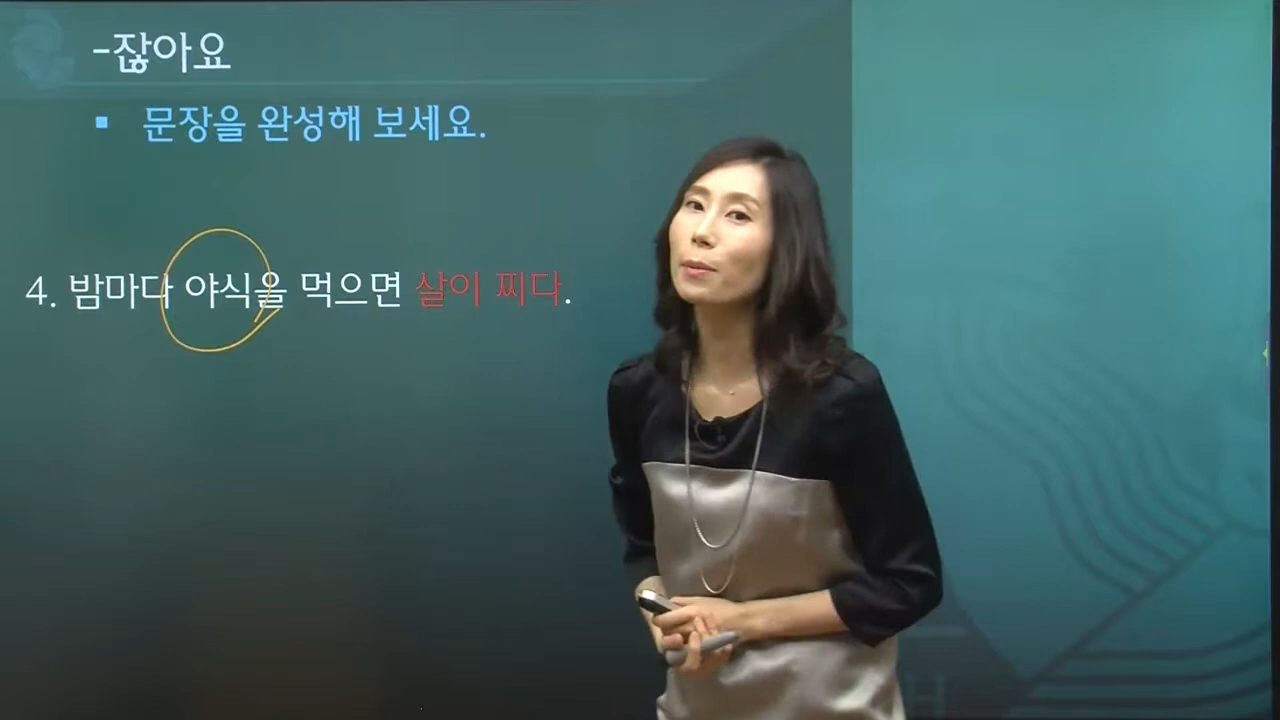 -잖아요
▪ 문장을 완성해 보세요.
4. 밤마다 야식을 먹으면 살이 찌다.